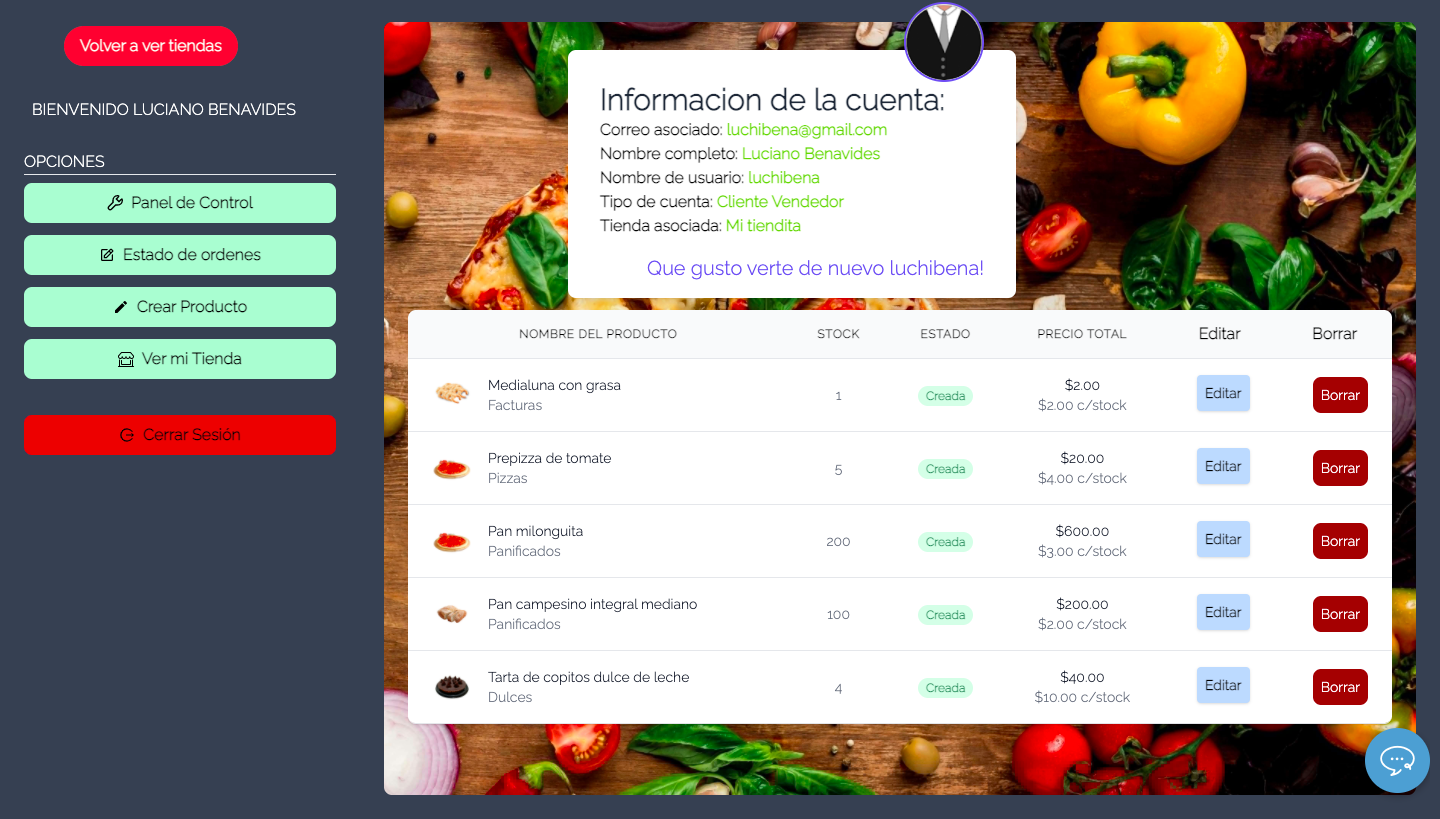 Volver a ver tiendas
BIENVENIDO LUCIANO BENAVIDES
OPCIONES
Panel de Control
Estado de ordenes
Crear Producto
Ver mi Tienda
Cerrar Sesión
Informacion de la cuenta:
Correo asociado: luchibena@gmail.com
Nombre completo: Luciano Benavides
Nombre de usuario: luchibena
Tipo de cuenta: Cliente Vendedor
Tienda asociada: Mi tiendita
Que gusto verte de nuevo luchibena!
NOMBRE DEL PRODUCTO STOCK ESTADO PRECIO TOTAL Editar Borrar
Medialuna con grasa
Facturas
1
Creada
$2.00
$2.00 c/stock
Editar
Borrar
Prepizza de tomate
Pizzas
5
Creada
$20.00
$4.00 c/stock
Editar
Borrar
Pan milonguita
Panificados
200
Creada
$600.00
$3.00 c/stock
Editar
Borrar
Pan campesino integral mediano
Panificados
100
Creada
$200.00
$2.00 c/stock
Editar
Borrar
Tarta de copitos dulce de leche
Dulces
4
Creada
$40.00
$10.00 c/stock
Editar
Borrar